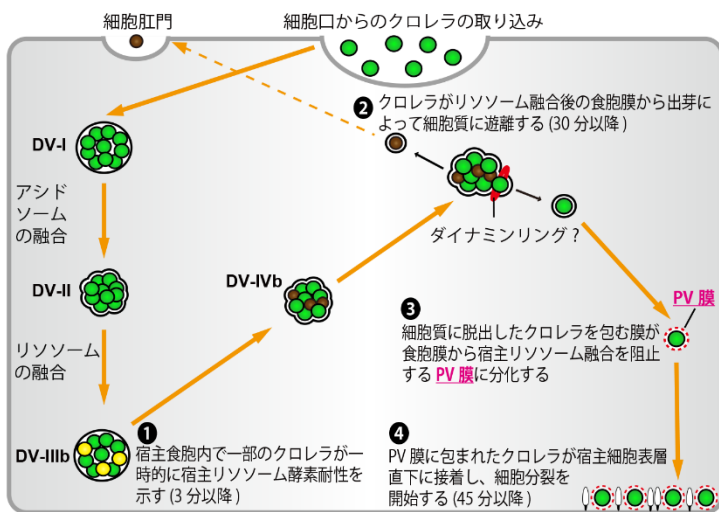 細胞肛門
細胞口からのクロレラの取り込み
❷ クロレラがリソソーム融合後の食胞膜から出芽に
よって細胞質に遊離する (30 分以降 )
DV-I
アシド
ソーム
の融合
ダイナミンリング ?
DV-II
DV-IVb
PV 膜
❸
細胞質に脱出したクロレラを包む膜が
食胞膜から宿主リソソーム融合を阻止
する PV 膜に分化する
リソソーム
の融合
DV-IIIb
❶
宿主食胞内で一部のクロレラが一
時的に宿主リソソーム酵素耐性を
示す (3 分以降 )
❹
PV 膜に包まれたクロレラが宿主細胞表層
直下に接着し、細胞分裂を
開始する (45 分以降 )